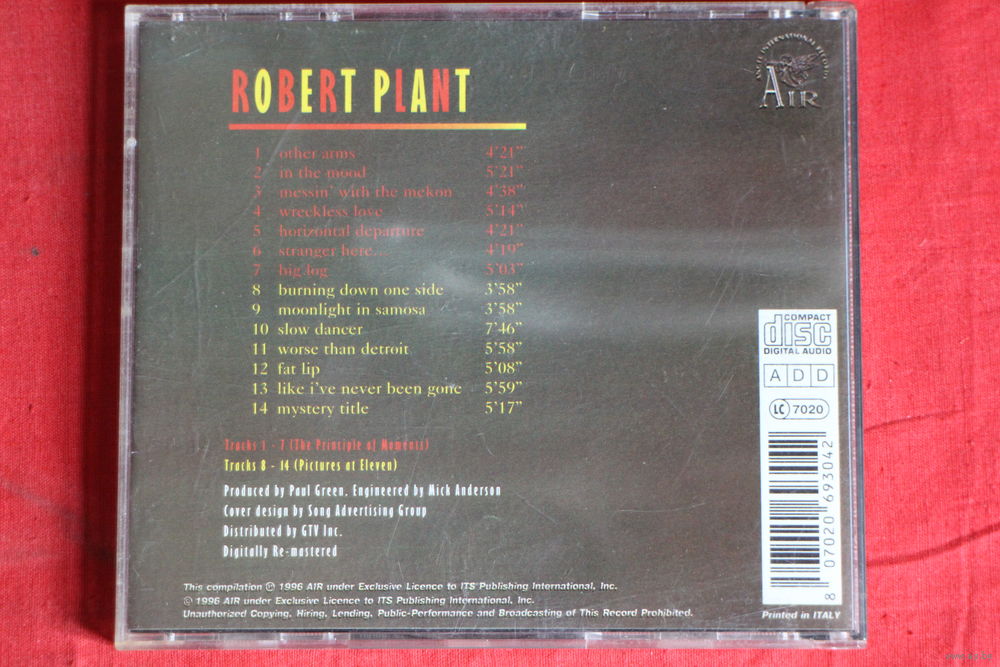 ROBERT PLANT
AIR
1 other arms 4'21"
2 in the mood 5'21"
3 messin' with the mekon 4'38"
4 wreckless love 5'14"
5 horizontal departure 4'21"
6 stranger here... 4'19"
7 big log 5'03"
8 burning down one side 3'58"
9 moonlight in samosa 3'58"
10 slow dancer 7'46"
11 worse than detroit 5'58"
12 fat lip 5'08"
13 like i've never been gone 5'59"
14 mystery title 5'17"
Tracks 1 - 7 (The Principle of Moments)
Tracks 8 - 14 (Pictures at Eleven)
Produced by Paul Green. Engineered by Mick Anderson
Cover design by Song Advertising Group
Distributed by GTV Inc.
Digitally Re-mastered
COMPACT
disc
DIGITAL AUDIO
A D D
LC 7020
8 07020 693042
This compilation ℗ 1996 AIR under Exclusive Licence to ITS Publishing International, Inc.
© 1996 AIR under Exclusive Licence to ITS Publishing International, Inc.
Unauthorized Copying, Hiring, Lending, Public-Performance and Broadcasting of This Record Prohibited.
Printed in ITALY